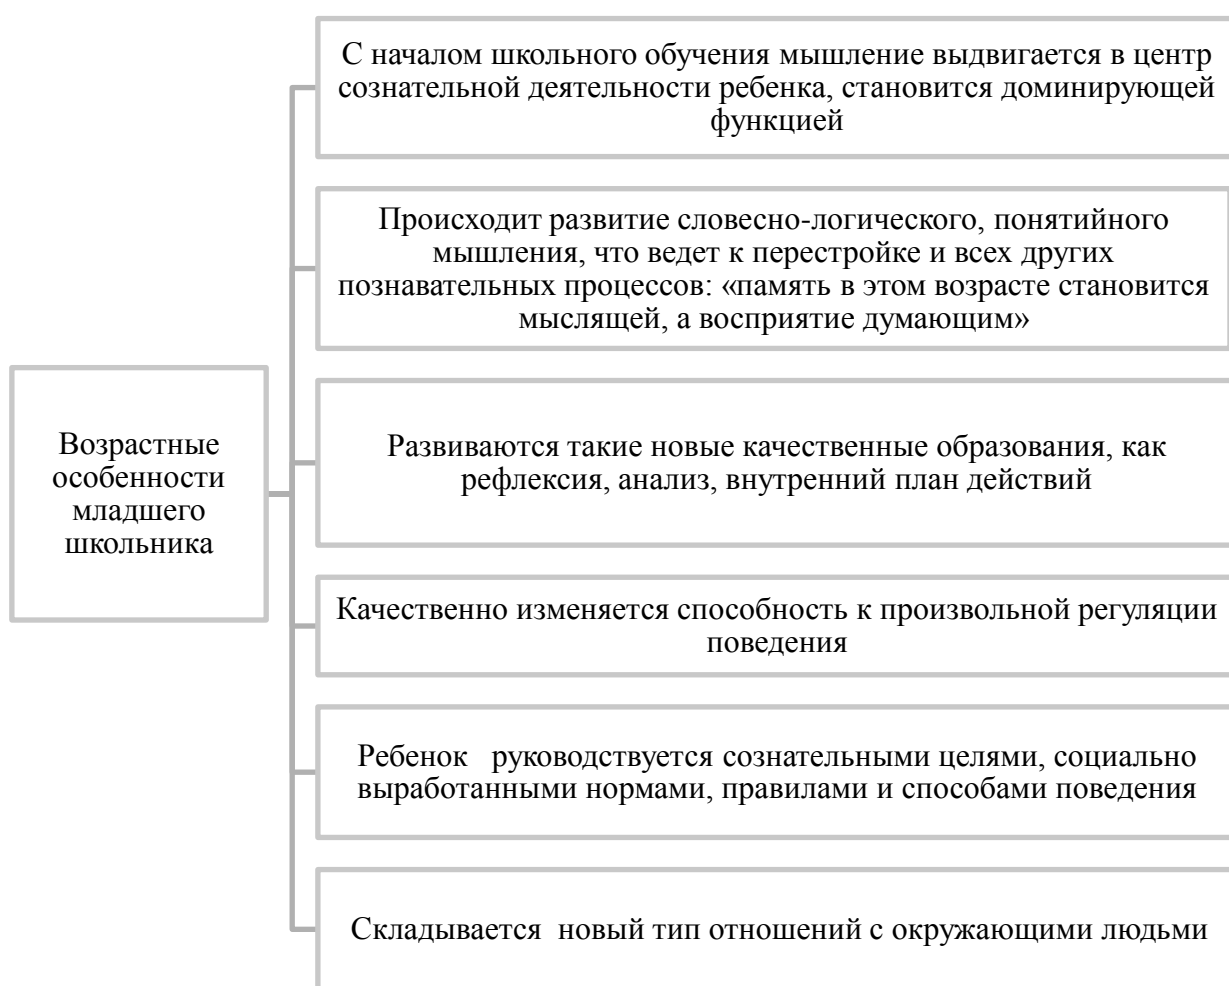 С началом школьного обучения мышление выдвигается в центр
сознательной деятельности ребенка, становится доминирующей
функцией
Происходит развитие словесно-логического, понятийного
мышления, что ведет к перестройке и всех других
познавательных процессов: «память в этом возрасте становится
мыслящей, а восприятие думающим»
Возрастные
особенности
младшего
школьника
Развиваются такие новые качественные образования, как
рефлексия, анализ, внутренний план действий
Качественно изменяется способность к произвольной регуляции
поведения
Ребенок   руководствуется сознательными целями, социально
выработанными нормами, правилами и способами поведения
Складывается  новый тип отношений с окружающими людьми